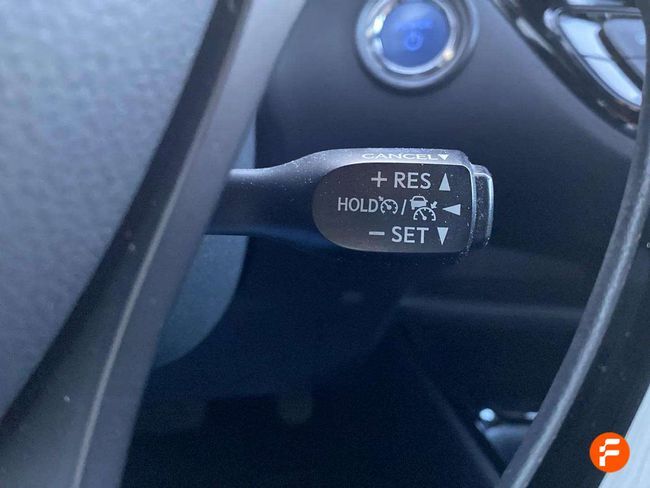 CANCEL▼
+ RES ▲
HOLD / ◄
− SET ▼
F